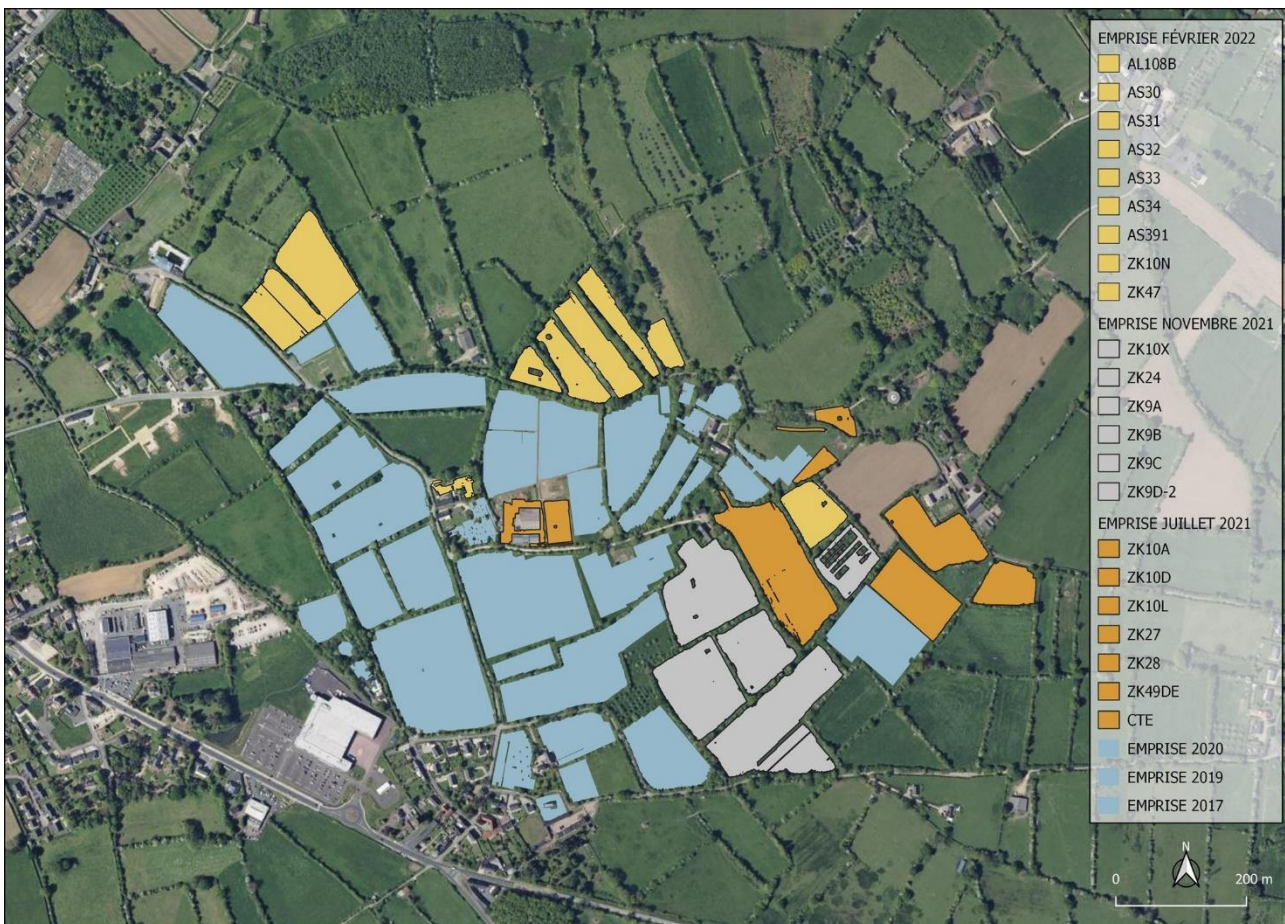 EMPRISE FÉVRIER 2022
AL108B
AS30
AS31
AS32
AS33
AS34
AS391
ZK10N
ZK47
EMPRISE NOVEMBRE 2021
ZK10X
ZK24
ZK9A
ZK9B
ZK9C
ZK9D-2
EMPRISE JUILLET 2021
ZK10A
ZK10D
ZK10L
ZK27
ZK28
ZK49DE
CTE
EMPRISE 2020
EMPRISE 2019
EMPRISE 2017
N
0 200 m